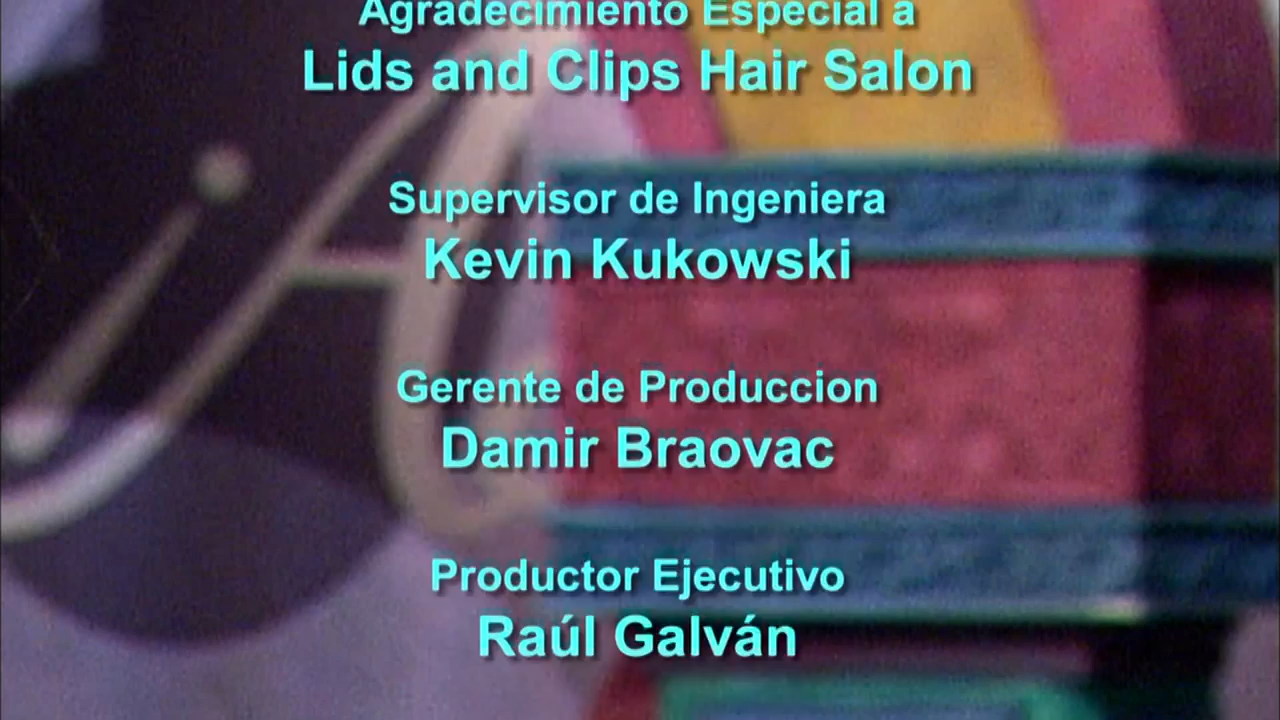 Agradecimiento Especial a
Lids and Clips Hair Salon
Supervisor de Ingeniera
Kevin Kukowski
Gerente de Produccion
Damir Braovac
Productor Ejecutivo
Raúl Galván